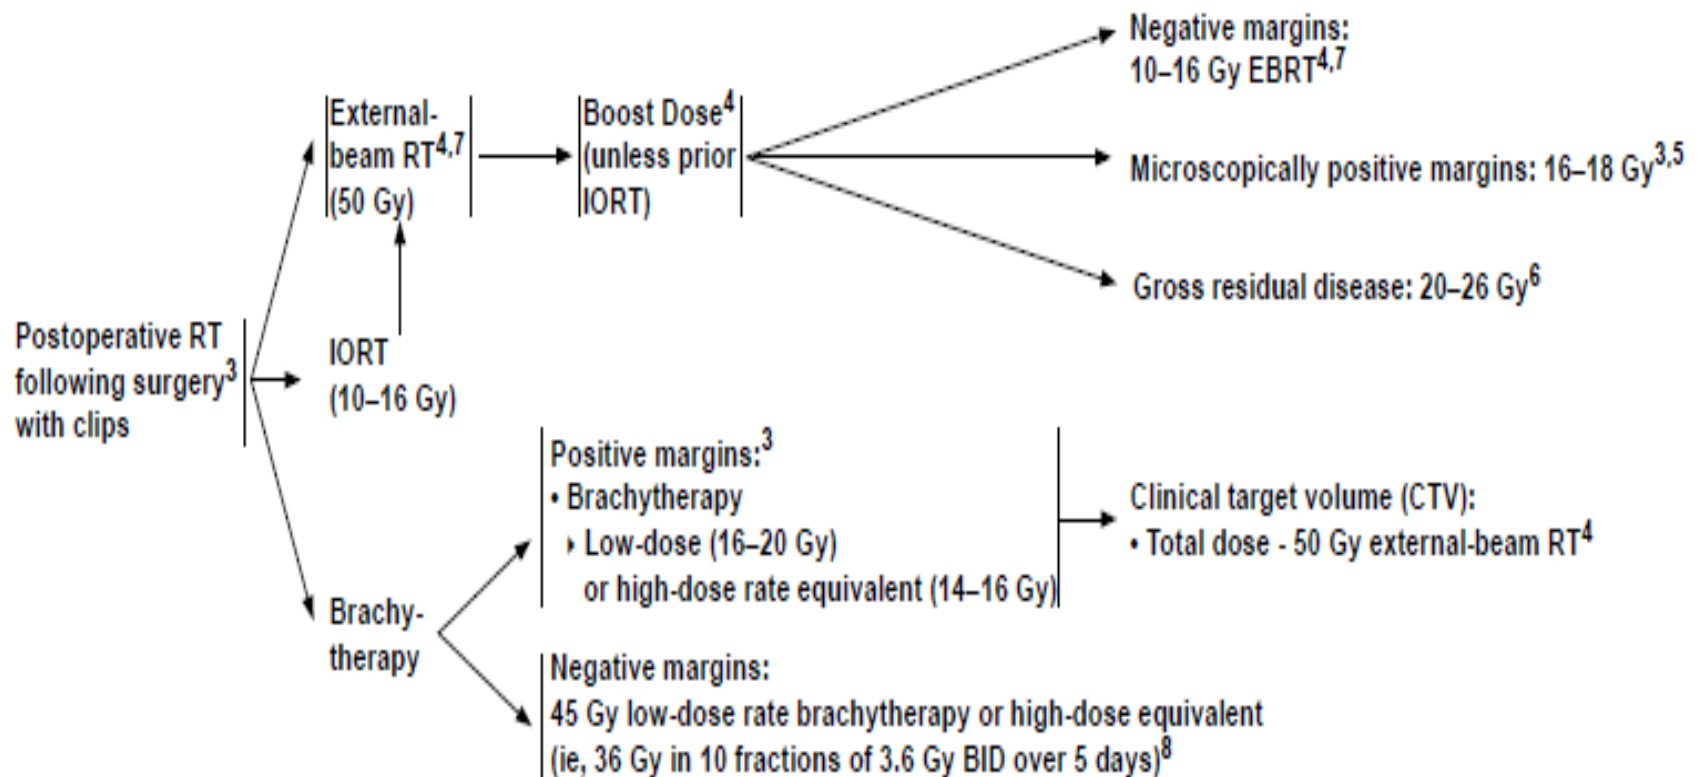 Postoperative RT
following surgery3
with clips
External-
beam RT4,7
(50 Gy)
Boost Dose4
(unless prior
IORT)
Negative margins:
10–16 Gy EBRT4,7
Microscopically positive margins: 16–18 Gy3,5
Gross residual disease: 20–26 Gy6
IORT
(10–16 Gy)
Brachy-
therapy
Positive margins:3
• Brachytherapy
‣ Low-dose (16–20 Gy)
or high-dose rate equivalent (14–16 Gy)
Clinical target volume (CTV):
• Total dose - 50 Gy external-beam RT4
Negative margins:
45 Gy low-dose rate brachytherapy or high-dose equivalent
(ie, 36 Gy in 10 fractions of 3.6 Gy BID over 5 days)8